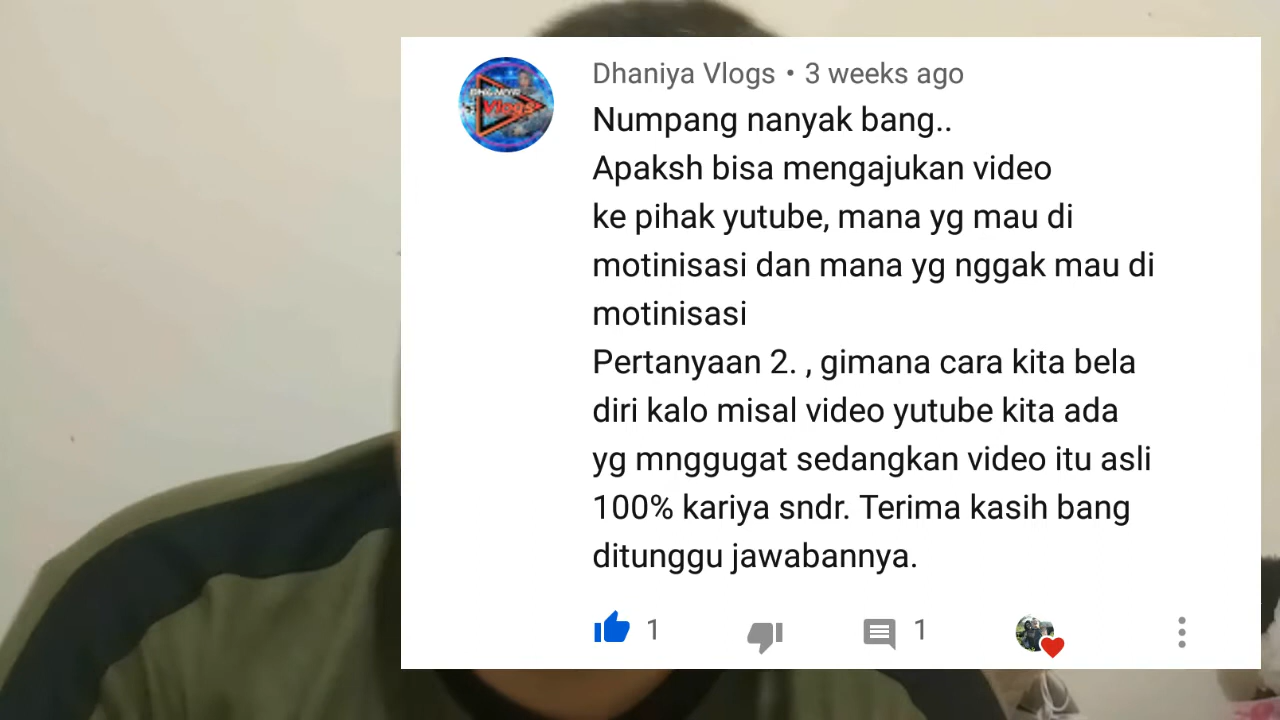 Dhaniya Vlogs • 3 weeks ago
Numpang nanyak bang..
Apaksh bisa mengajukan video
ke pihak yutube, mana yg mau di
motinisasi dan mana yg nggak mau di
motinisasi
Pertanyaan 2. , gimana cara kita bela
diri kalo misal video yutube kita ada
yg mnggugat sedangkan video itu asli
100% kariya sndr. Terima kasih bang
ditunggu jawabannya.
1
1
Vlogs